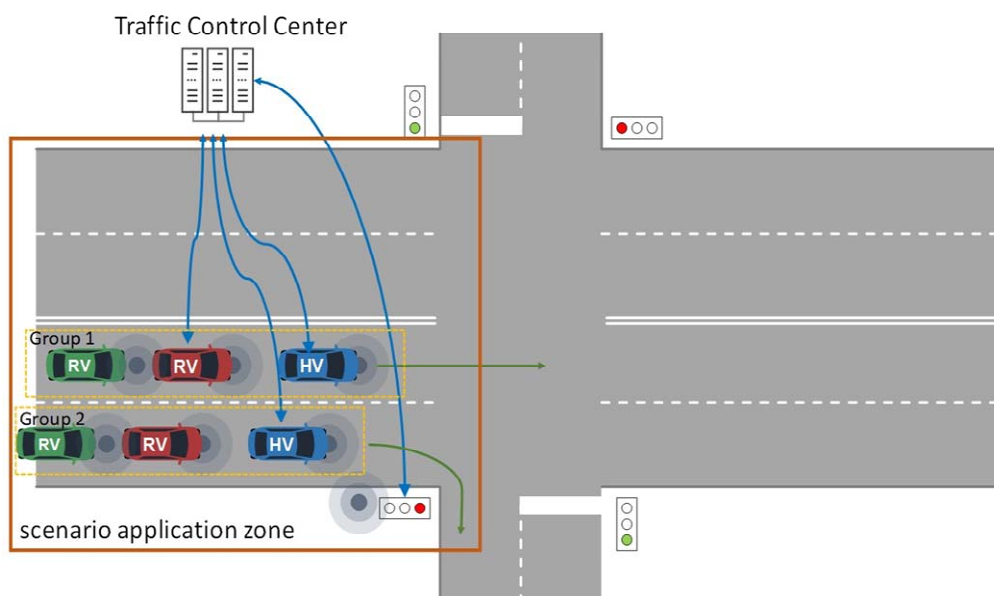 Traffic Control Center
Group 1
RV
RV
HV
Group 2
RV
RV
HV
scenario application zone